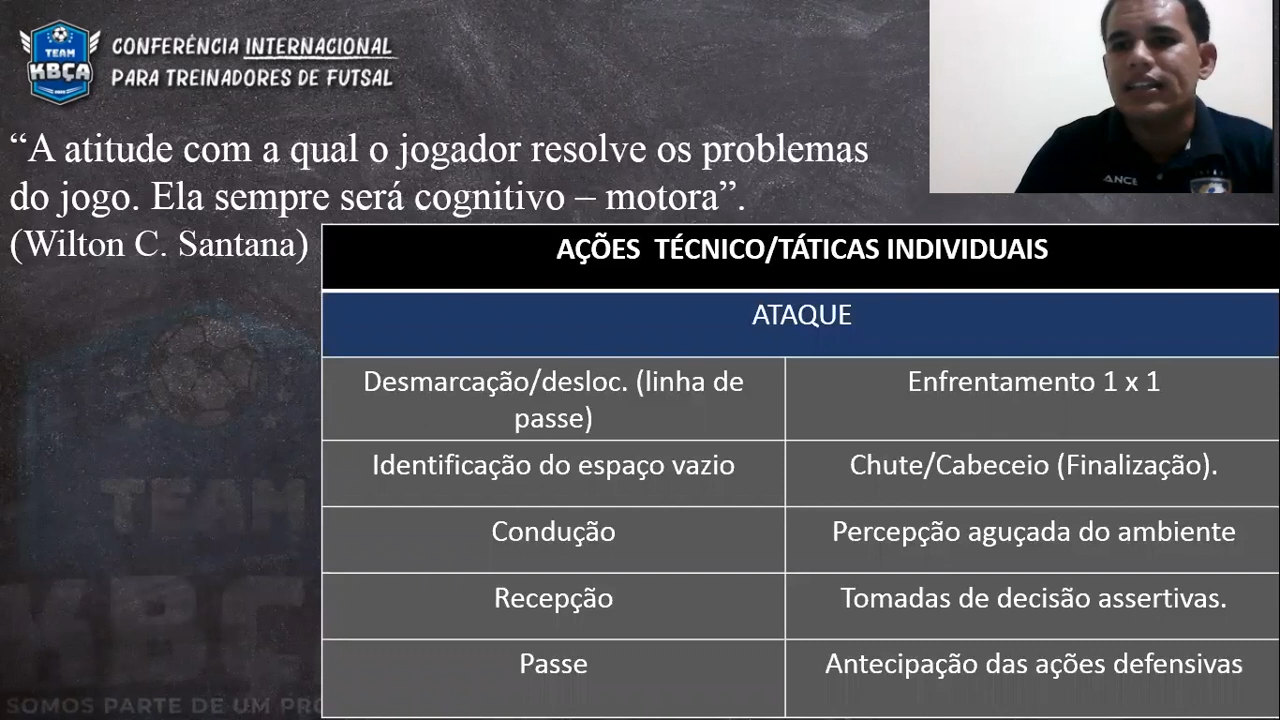 TEAM
KBÇA
CONFERÊNCIA INTERNACIONAL
PARA TREINADORES DE FUTSAL
“A atitude com a qual o jogador resolve os problemas
do jogo. Ela sempre será cognitivo – motora”.
(Wilton C. Santana)
AÇÕES TÉCNICO/TÁTICAS INDIVIDUAIS
ATAQUE
Desmarcação/desloc. (linha de
passe)
Enfrentamento 1 x 1
Identificação do espaço vazio
Chute/Cabeceio (Finalização).
Condução
Percepção aguçada do ambiente
Recepção
Tomadas de decisão assertivas.
Passe
Antecipação das ações defensivas
TEAM
SOMOS PARTE DE UM